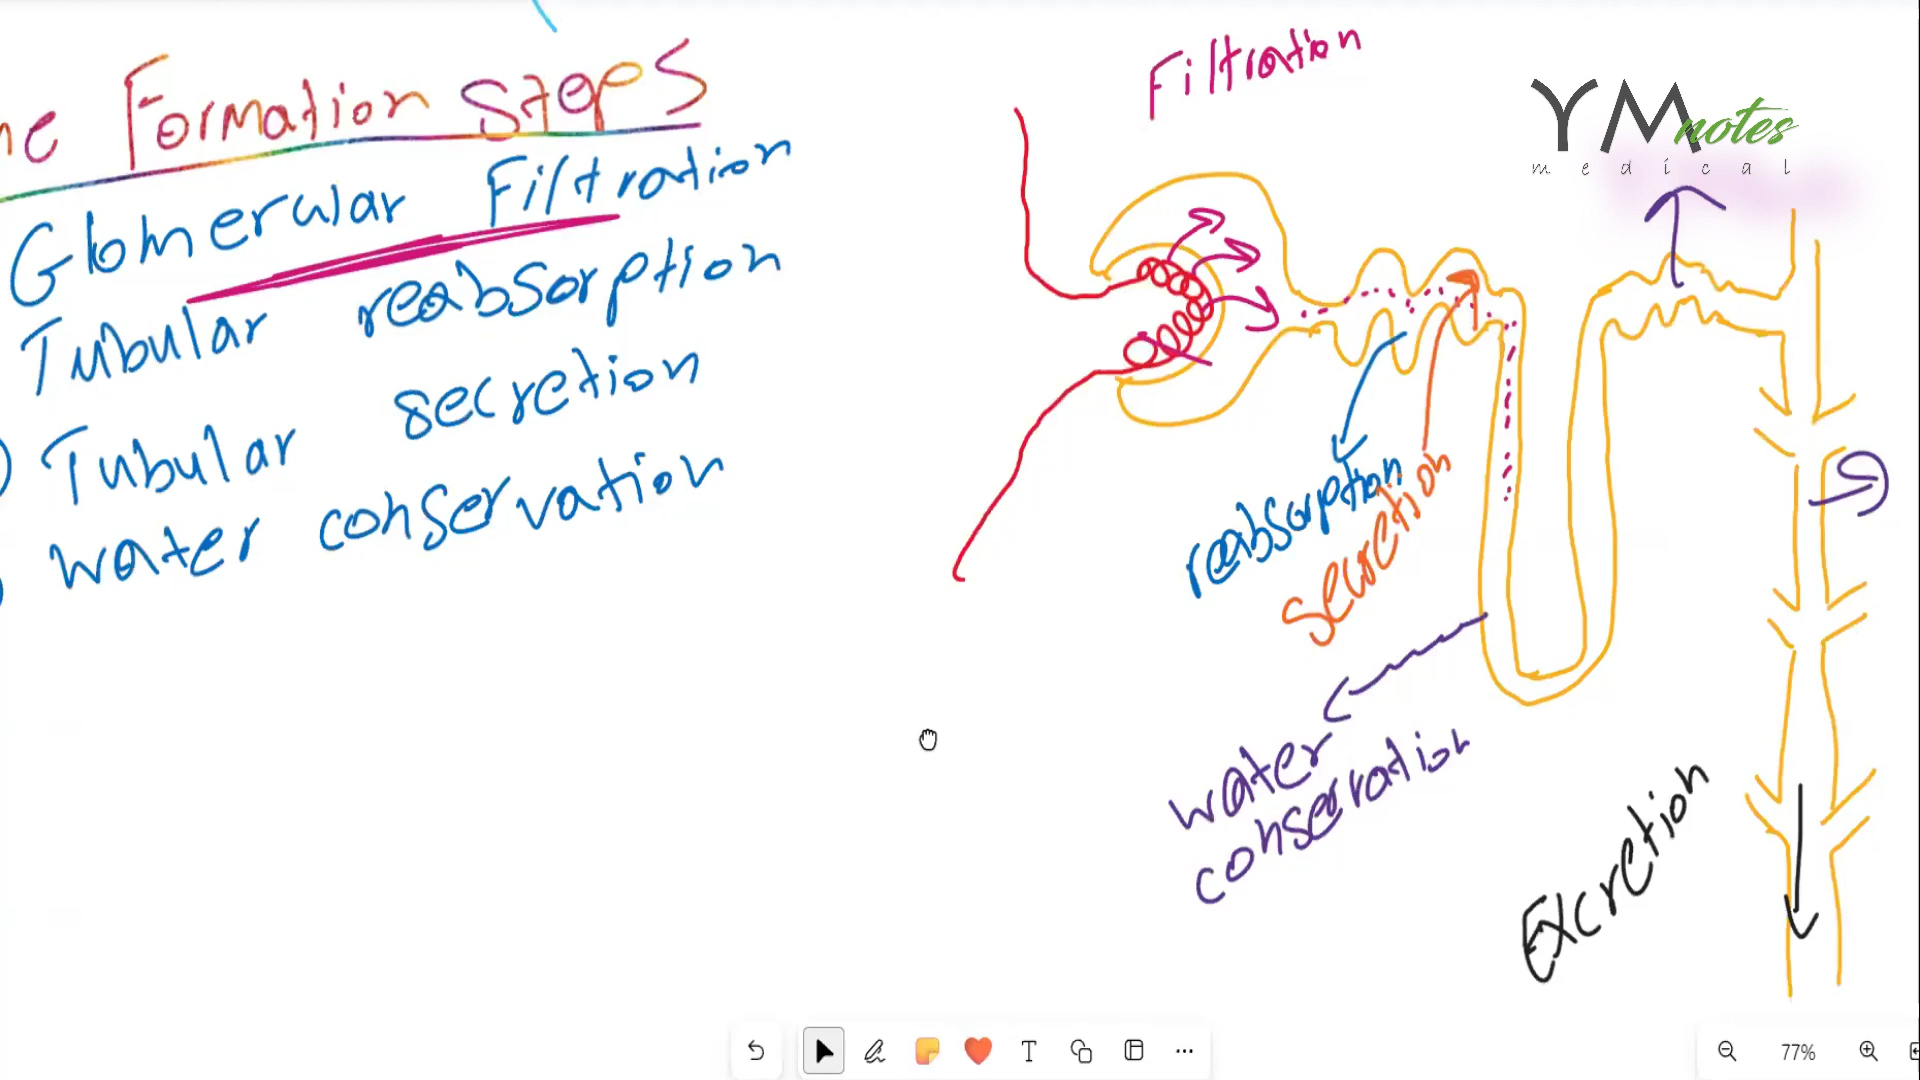 ne Formation Steps
Glomerular Filtration
Tubular reabsorption
) Tubular secretion
water conservation
Filtration
YM notes
medical
reabsorption
secretion
water
conservation
Excretion
T
77%